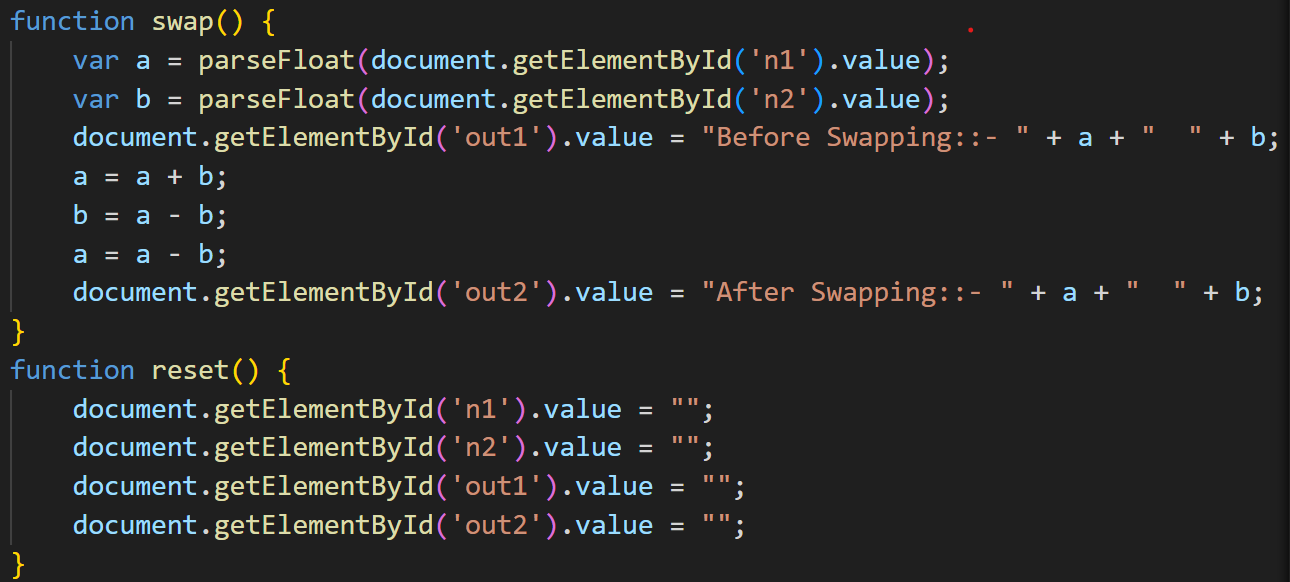 function swap() {
    var a = parseFloat(document.getElementById('n1').value);
    var b = parseFloat(document.getElementById('n2').value);
    document.getElementById('out1').value = "Before Swapping::- " + a + "  " + b;
    a = a + b;
    b = a - b;
    a = a - b;
    document.getElementById('out2').value = "After Swapping::- " + a + "  " + b;
}
function reset() {
    document.getElementById('n1').value = "";
    document.getElementById('n2').value = "";
    document.getElementById('out1').value = "";
    document.getElementById('out2').value = "";
}